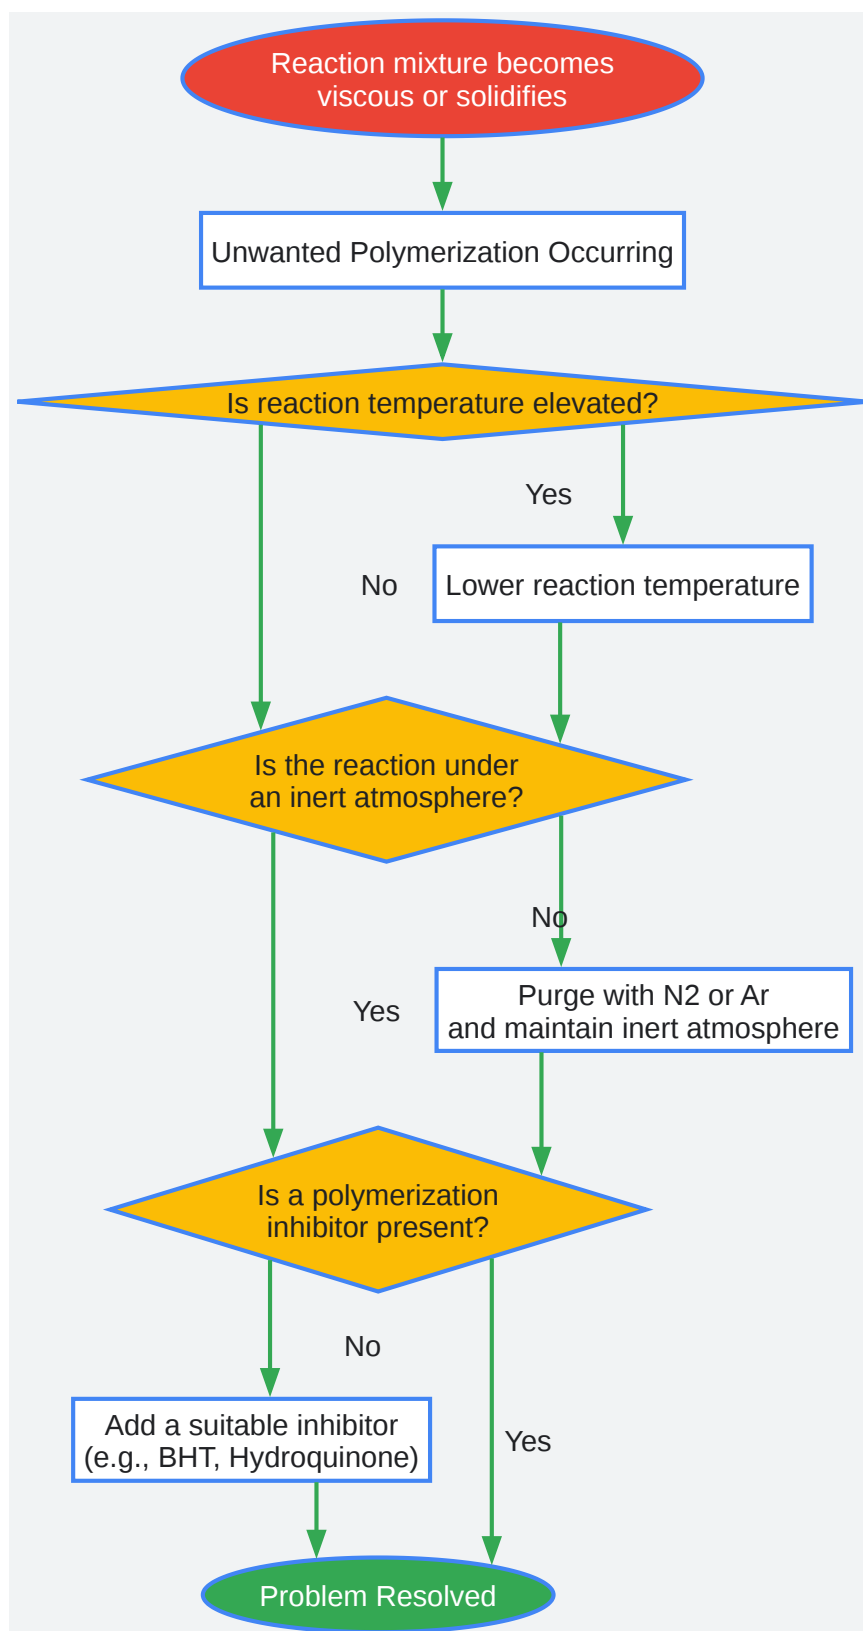 Reaction mixture becomes
viscous or solidifies
Unwanted Polymerization Occurring
Is reaction temperature elevated?
Yes
No
Lower reaction temperature
Is the reaction under
an inert atmosphere?
No
Yes
Purge with N2 or Ar
and maintain inert atmosphere
Is a polymerization
inhibitor present?
No
Add a suitable inhibitor
(e.g., BHT, Hydroquinone)
Yes
Problem Resolved